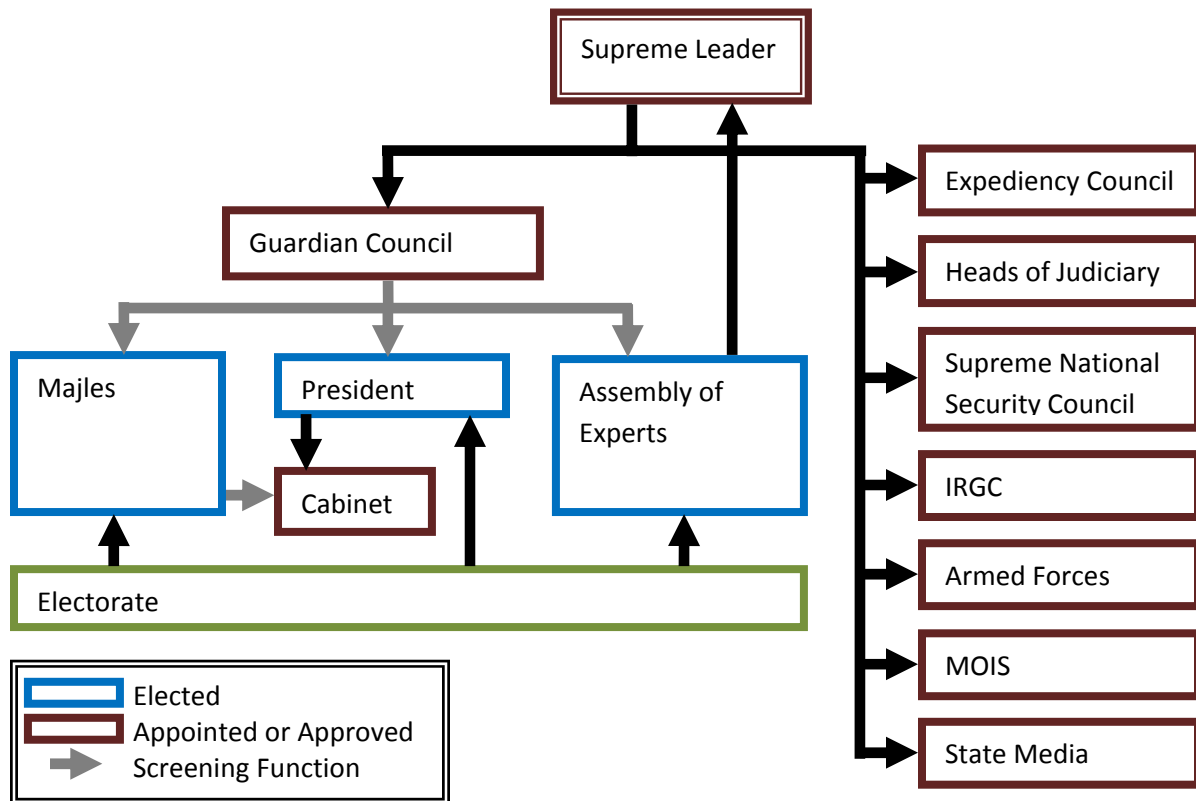 Supreme Leader
Expediency Council
Guardian Council
Heads of Judiciary
Majles
President
Assembly of
Experts
Supreme National
Security Council
Cabinet
IRGC
Armed Forces
Electorate
MOIS
State Media
Elected
Appointed or Approved
Screening Function